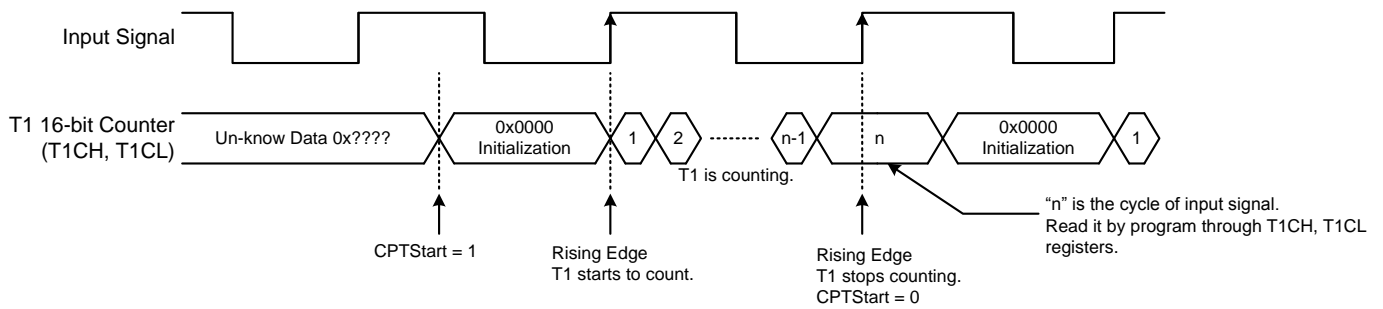 Input Signal
T1 16-bit Counter
(T1CH, T1CL)
Un-know Data 0x????
0x0000
Initialization
1
2
n-1
n
0x0000
Initialization
1
T1 is counting.
CPTStart = 1
Rising Edge
T1 starts to count.
Rising Edge
T1 stops counting.
CPTStart = 0
“n” is the cycle of input signal.
Read it by program through T1CH, T1CL
registers.